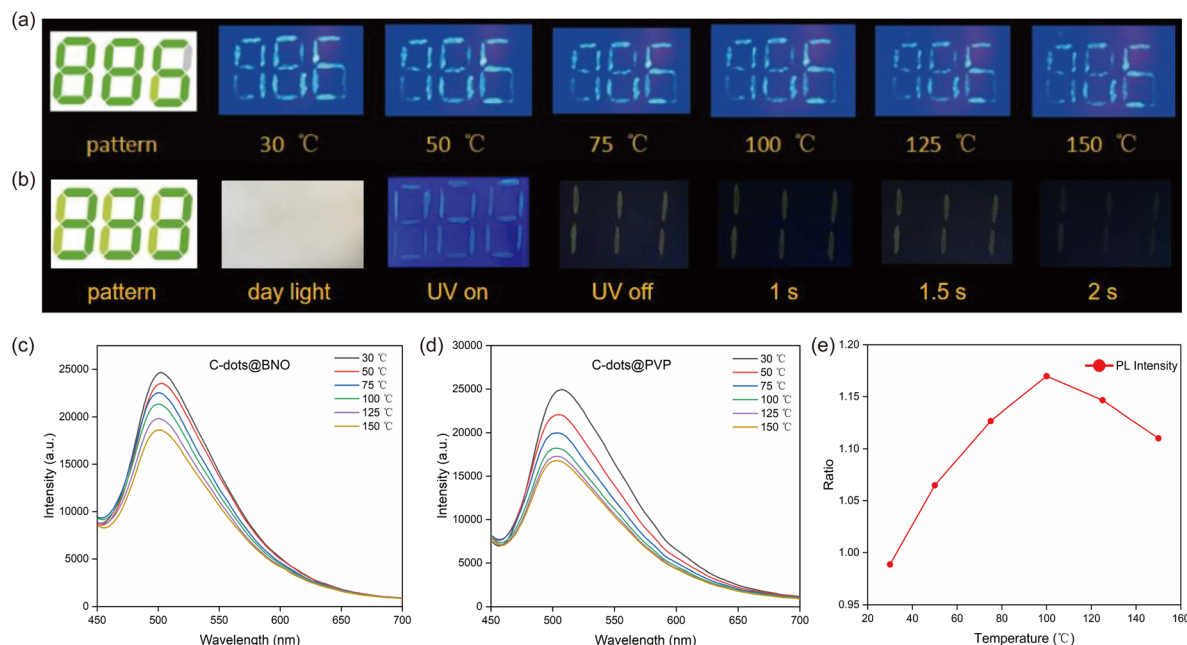 (a)
pattern 30 ℃ 50 ℃ 75 ℃ 100 ℃ 125 ℃ 150 ℃
(b)
pattern day light UV on UV off 1 s 1.5 s 2 s
(c)
C-dots@BNO
30 ℃
50 ℃
75 ℃
100 ℃
125 ℃
150 ℃
Intensity (a.u.)
25000
20000
15000
10000
5000
0
450 500 550 600 650 700
Wavelength (nm)
(d)
C-dots@PVP
30 ℃
50 ℃
75 ℃
100 ℃
125 ℃
150 ℃
Intensity (a.u.)
30000
25000
20000
15000
10000
5000
0
450 500 550 600 650 700
Wavelength (nm)
(e)
PL Intensity
Ratio
1.20
1.15
1.10
1.05
1.00
0.95
20 40 60 80 100 120 140 160
Temperature (℃)